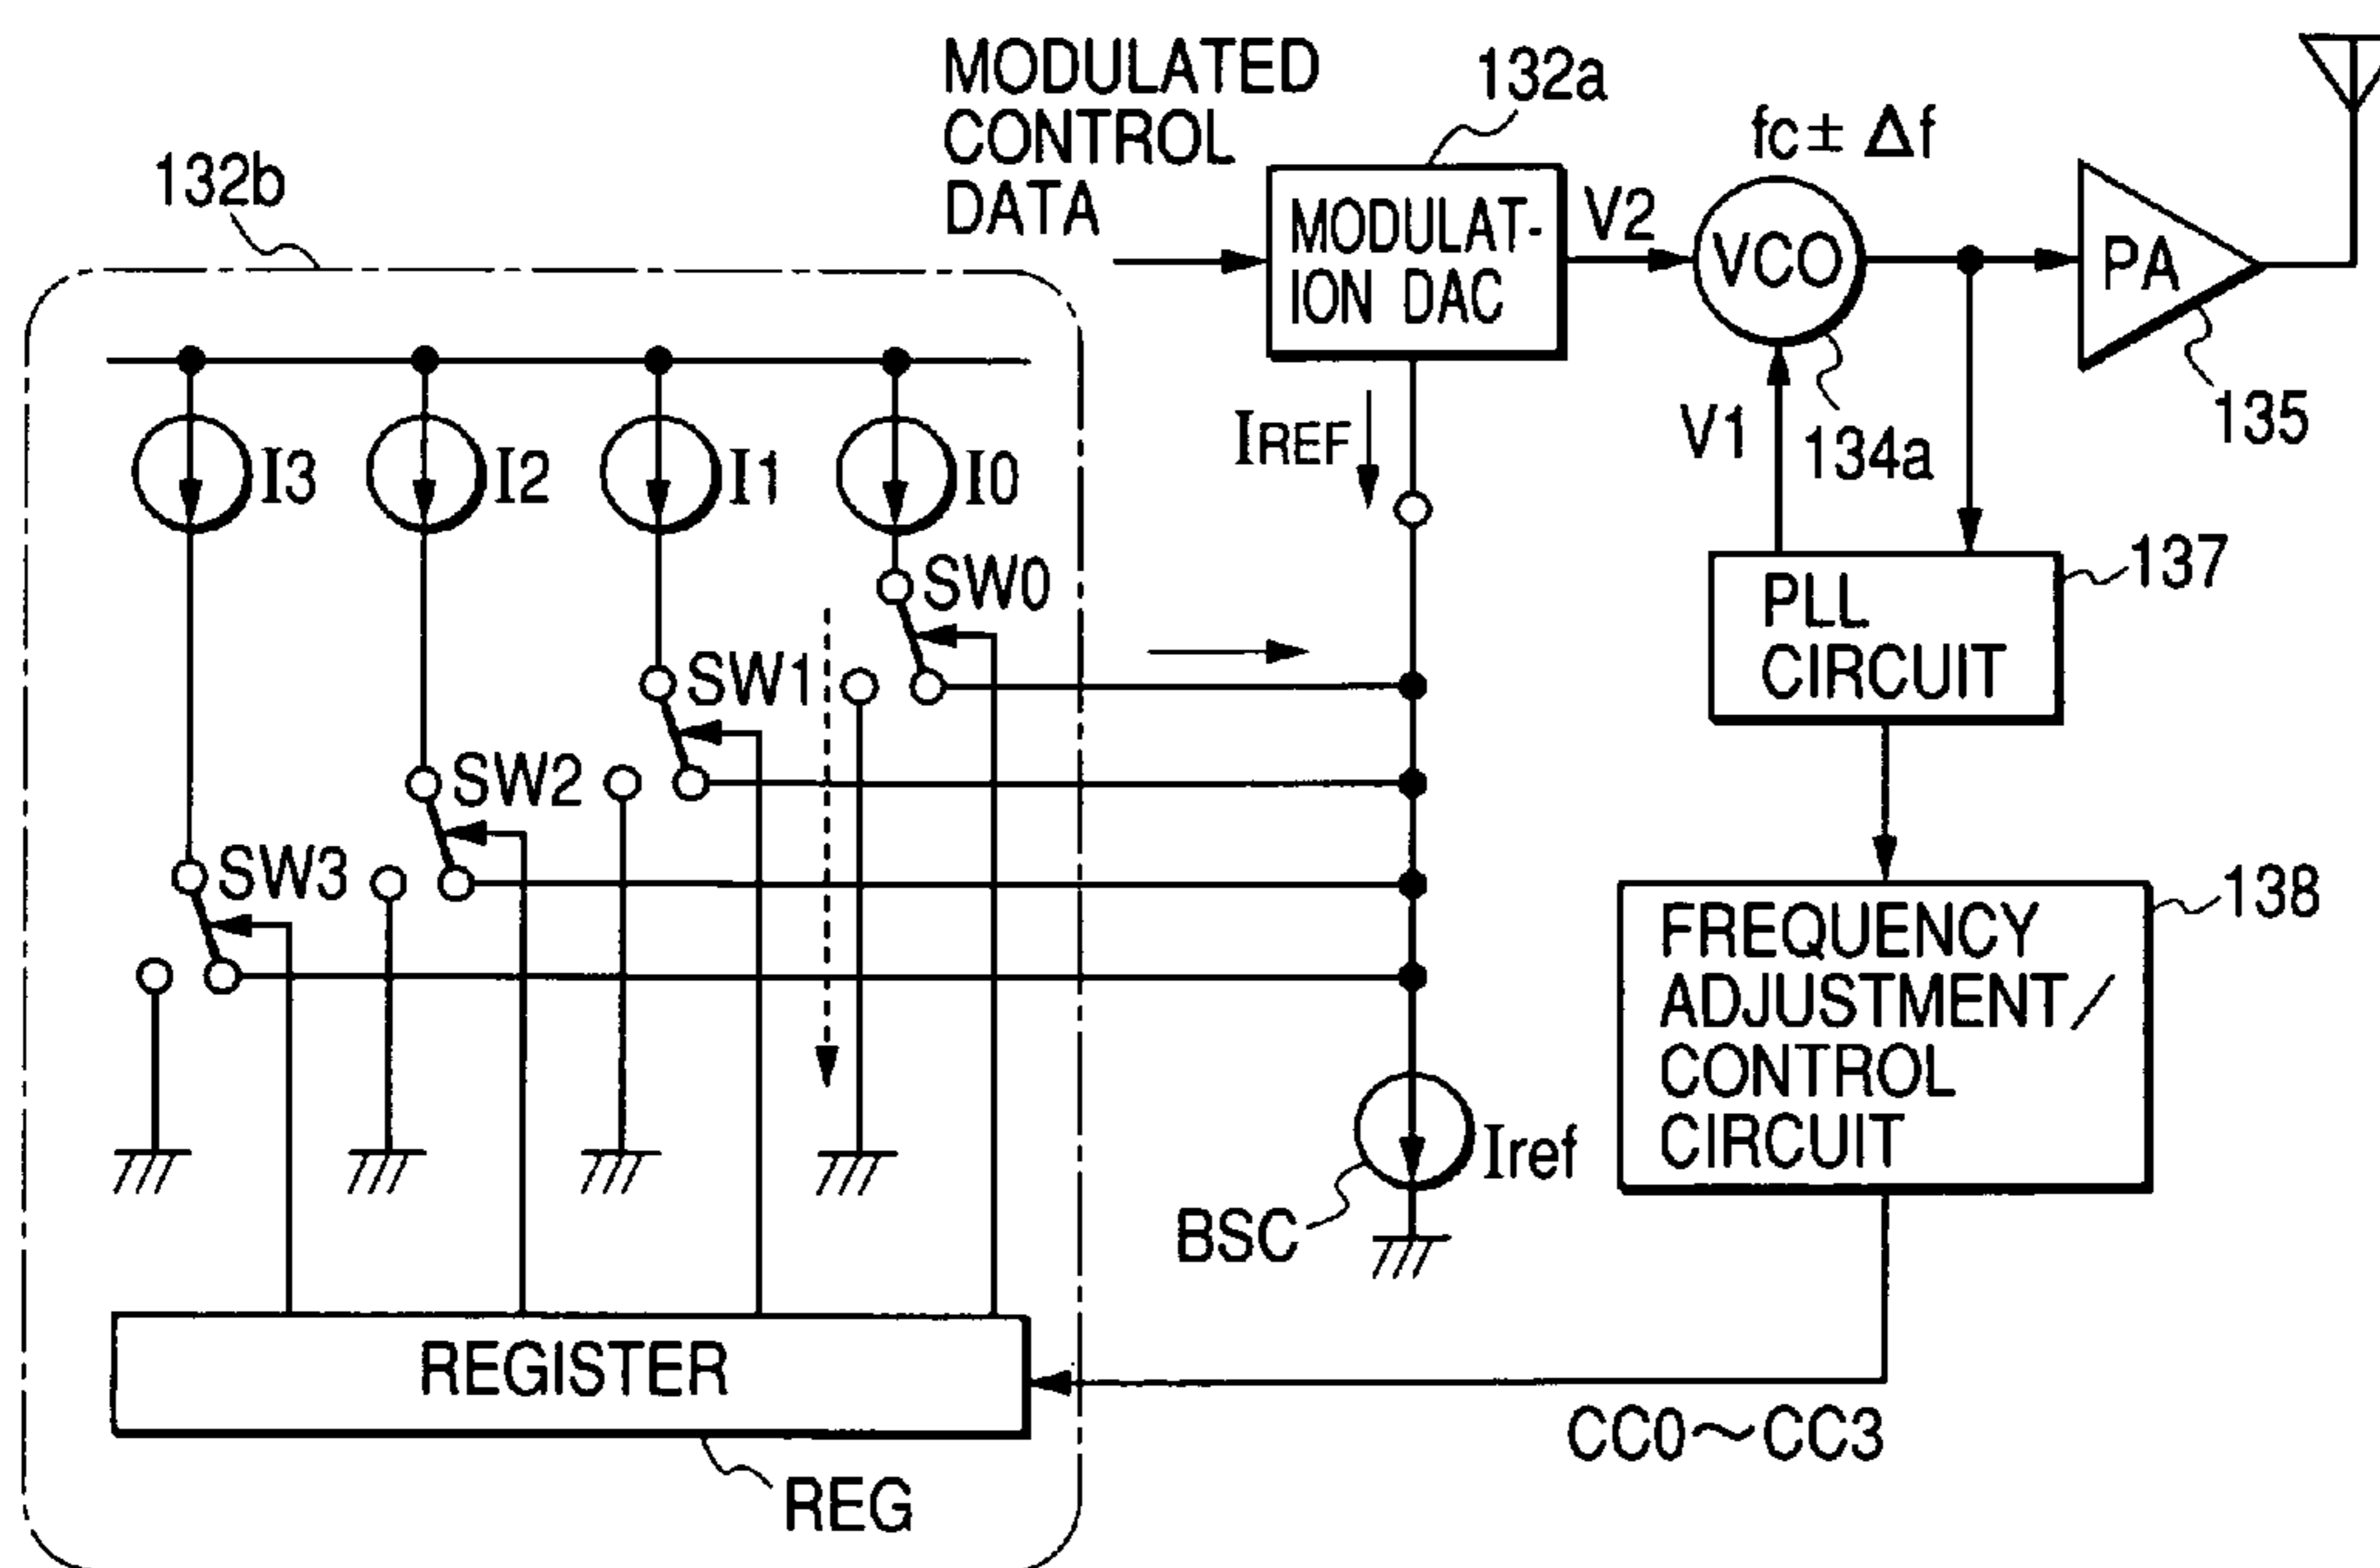 MODULATED
CONTROL
DATA
132a
fc± Δf
132b
MODULAT-
ION DAC
V2
VCO
PA
135
V1
134a
IREF
I3
I2
I1
I0
SW0
137
PLL
CIRCUIT
SW1
SW2
SW3
138
FREQUENCY
ADJUSTMENT/
CONTROL
CIRCUIT
Iref
BSC
REGISTER
CC0～CC3
REG